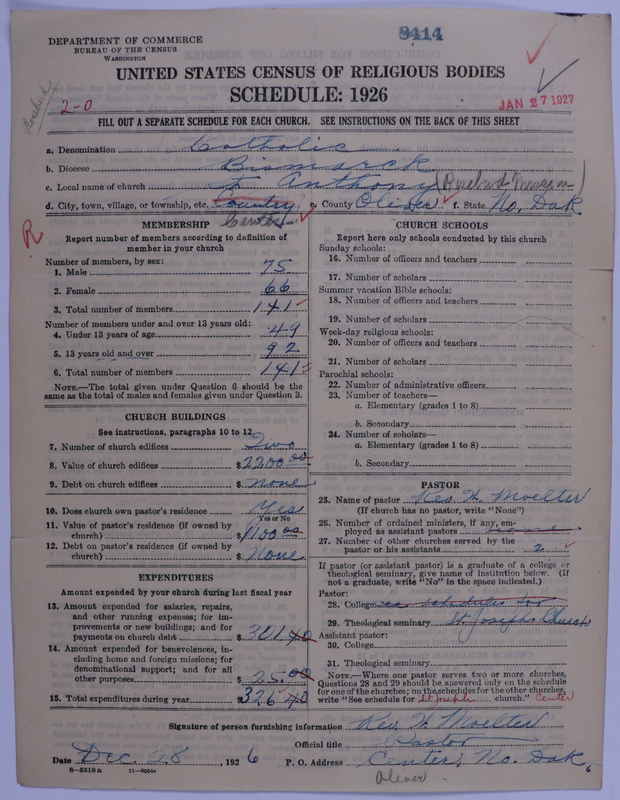 8414
DEPARTMENT OF COMMERCE
BUREAU OF THE CENSUS
WASHINGTON
UNITED STATES CENSUS OF RELIGIOUS BODIES
SCHEDULE: 1926
Rosebud
2-0
JAN 27 1927
FILL OUT A SEPARATE SCHEDULE FOR EACH CHURCH. SEE INSTRUCTIONS ON THE BACK OF THIS SHEET
a. Denomination Catholic
b. Diocese Bismarck
c. Local name of church St Anthony (Rosebud Mission
d. City, town, village, or township, etc. Country e. County Oliver f. State No. Dak
Center
R
MEMBERSHIP
Report number of members according to definition of
member in your church
Number of members, by sex:
1. Male 75
2. Female 66
3. Total number of members 141
Number of members under and over 13 years old:
4. Under 13 years of age 49
5. 13 years old and over 92
6. Total number of members 141
NOTE.—The total given under Question 6 should be the
same as the total of males and females given under Question 3.
CHURCH BUILDINGS
See instructions, paragraphs 10 to 12
7. Number of church edifices Two
8. Value of church edifices $2200.00
9. Debt on church edifices $ none
10. Does church own pastor's residence Yes
Yes or No
11. Value of pastor's residence (if owned by
church) $1100.00
12. Debt on pastor's residence (if owned by
church) $ None
EXPENDITURES
Amount expended by your church during last fiscal year
13. Amount expended for salaries, repairs,
and other running expenses; for im-
provements or new buildings; and for
payments on church debt $ 301.40
14. Amount expended for benevolences, in-
cluding home and foreign missions; for
denominational support; and for all
other purposes $ 25.00
15. Total expenditures during year $326.40
CHURCH SCHOOLS
Report here only schools conducted by this church
Sunday schools:
16. Number of officers and teachers
17. Number of scholars
Summer vacation Bible schools:
18. Number of officers and teachers
19. Number of scholars
Week-day religious schools:
20. Number of officers and teachers
21. Number of scholars
Parochial schools:
22. Number of administrative officers
23. Number of teachers—
a. Elementary (grades 1 to 8)
b. Secondary
24. Number of scholars—
a. Elementary (grades 1 to 8)
b. Secondary
PASTOR
25. Name of pastor Rev. H. Moelter
(If church has no pastor, write "None")
26. Number of ordained ministers, if any, em-
ployed as assistant pastors none
27. Number of other churches served by the
pastor or his assistants 2
If pastor (or assistant pastor) is a graduate of a college or
theological seminary, give name of institution below. (If
not a graduate, write "No" in the space indicated.)
Pastor:
28. College see schedules for
29. Theological seminary St Josephs Church
Assistant pastor:
30. College
31. Theological seminary
NOTE.—Where one pastor serves two or more churches,
Questions 28 and 29 should be answered only on the schedule
for one of the churches; on the schedules for the other churches,
write "See schedule for St Joseph church." Center
Signature of person furnishing information Rev. H. Moelter
Official title Pastor
Date Dec. 28, 1926 P. O. Address Center, No. Dak.
8—5518 a 11—9051a 6
Oliver